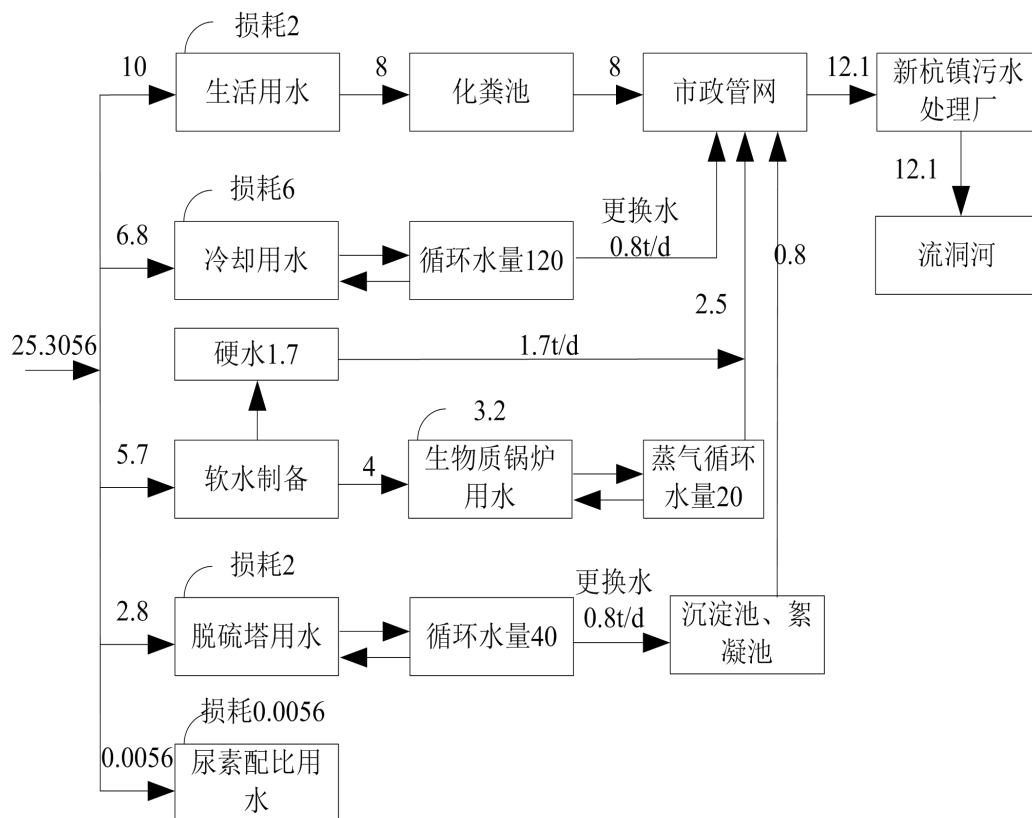 损耗2
10
生活用水
8
化粪池
8
市政管网
12.1
新杭镇污水
处理厂
12.1
流洞河
损耗6
6.8
冷却用水
循环水量120
更换水
0.8t/d
0.8
2.5
25.3056
硬水1.7
1.7t/d
5.7
软水制备
4
3.2
生物质锅炉
用水
蒸气循环
水量20
损耗2
2.8
脱硫塔用水
循环水量40
更换水
0.8t/d
沉淀池、絮
凝池
损耗0.0056
0.0056
尿素配比用
水